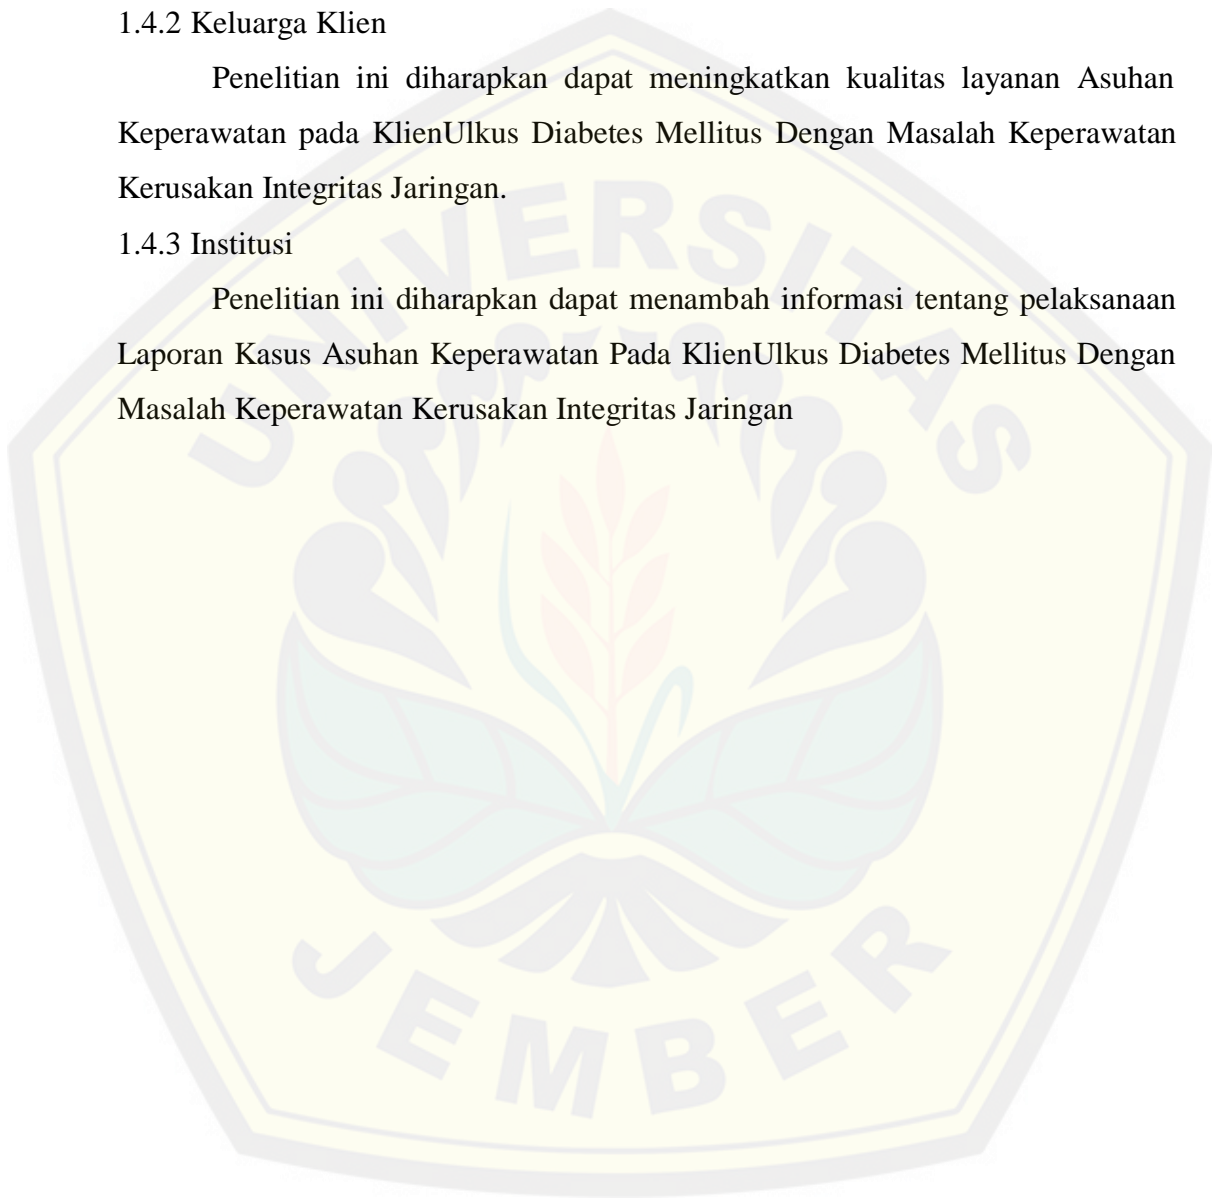 1.4.2 Keluarga Klien
Penelitian ini diharapkan dapat meningkatkan kualitas layanan Asuhan
Keperawatan pada KlienUlkus Diabetes Mellitus Dengan Masalah Keperawatan
Kerusakan Integritas Jaringan.
1.4.3 Institusi
Penelitian ini diharapkan dapat menambah informasi tentang pelaksanaan
Laporan Kasus Asuhan Keperawatan Pada KlienUlkus Diabetes Mellitus Dengan
Masalah Keperawatan Kerusakan Integritas Jaringan
UNIVERSITAS
JEMBER